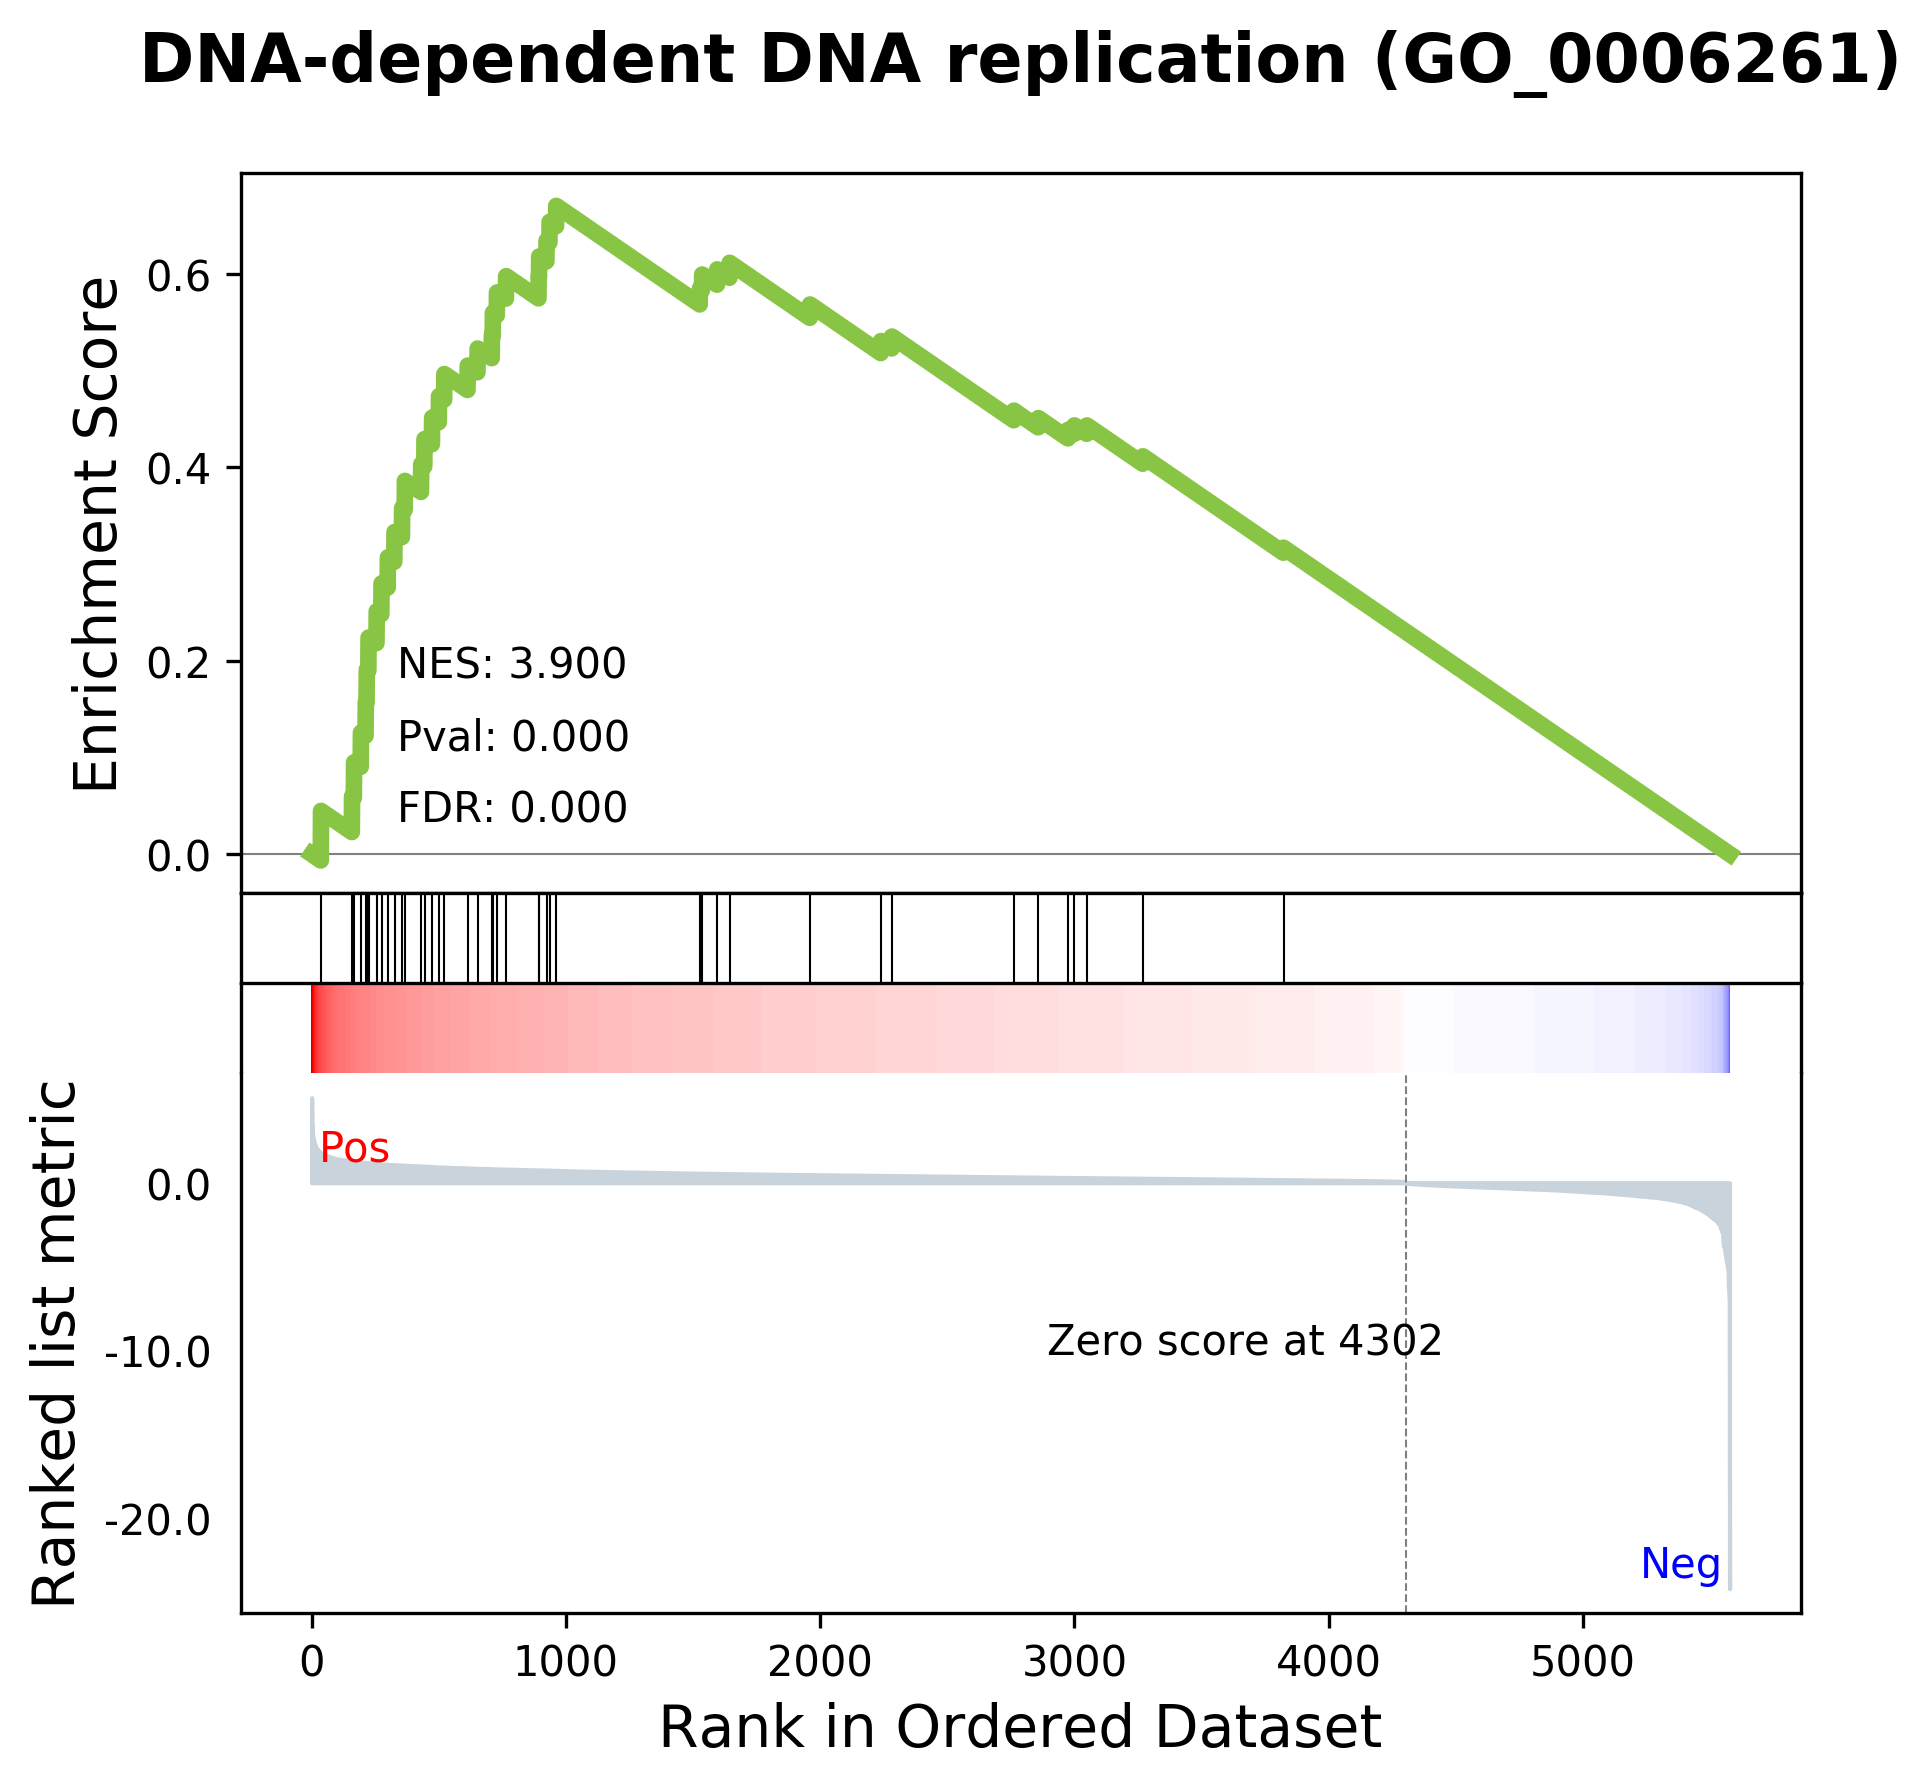 DNA-dependent DNA replication (GO_0006261)
Enrichment Score
0.6
0.4
0.2
0.0
NES: 3.900
Pval: 0.000
FDR: 0.000
Ranked list metric
Pos
0.0
-10.0
-20.0
Zero score at 4302
Neg
0 1000 2000 3000 4000 5000
Rank in Ordered Dataset